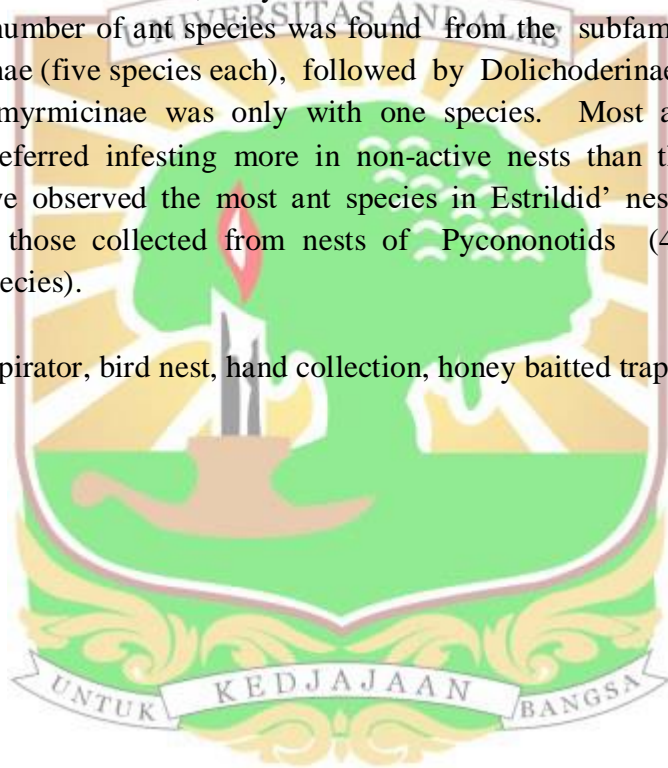 UNIVERSITAS ANDALAS
number of ant species was found from the subfam
nae (five species each), followed by Dolichoderinae
myrmicinae was only with one species. Most a
eferred infesting more in non-active nests than th
ve observed the most ant species in Estrildid’ nes
those collected from nests of Pycononotids (4
ecies).
pirator, bird nest, hand collection, honey baitted trap
UNTUK KEDJAJAAN BANGSA